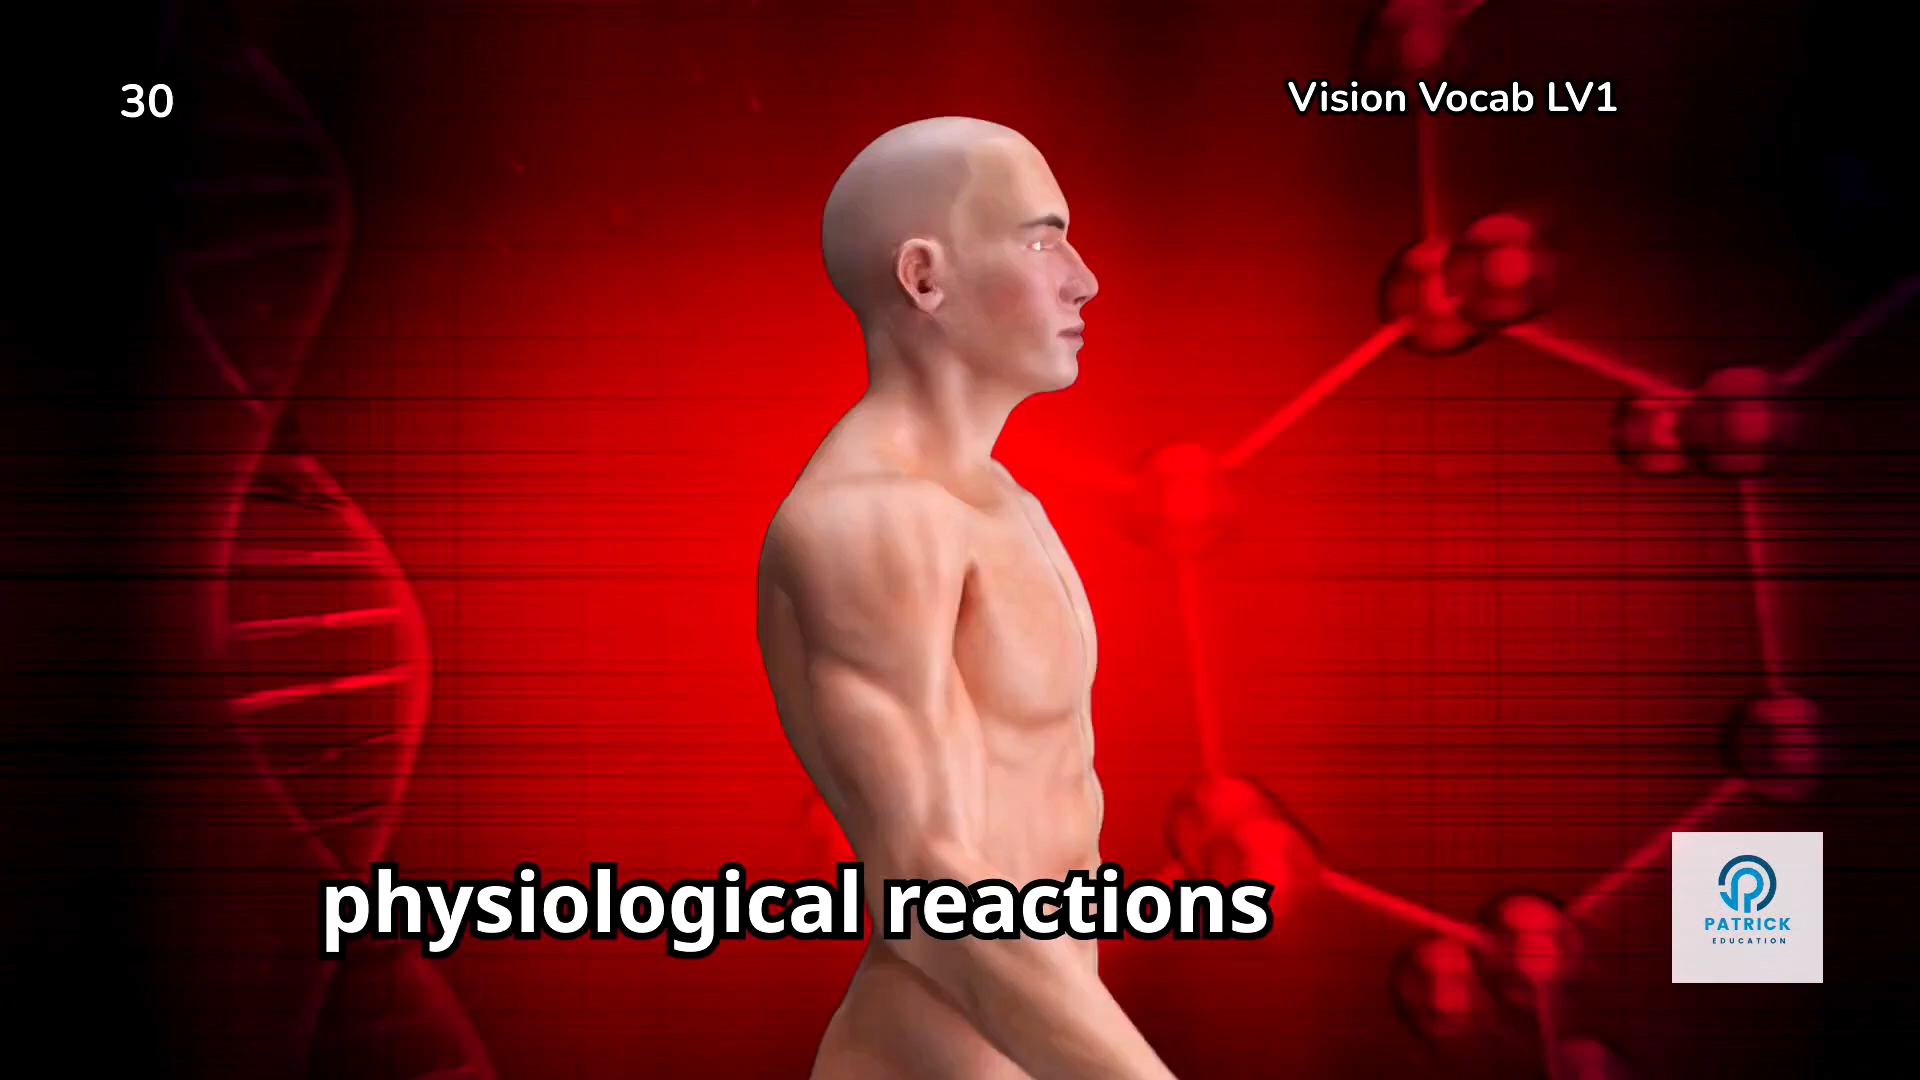 30
Vision Vocab LV1
physiological reactions
PATRICK
EDUCATION